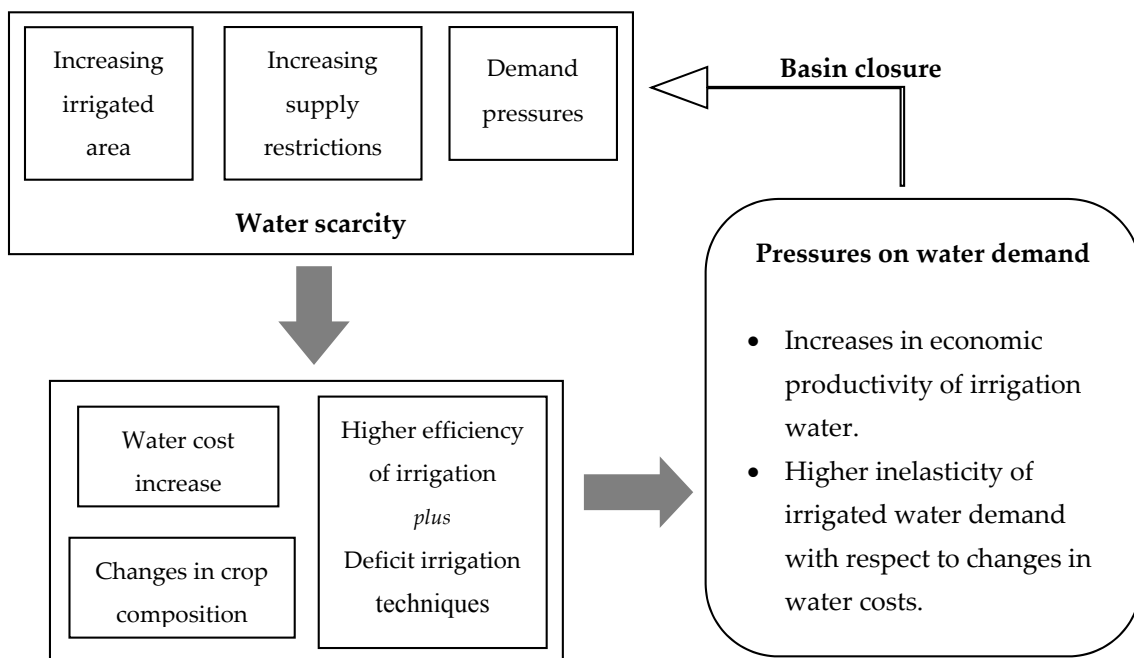 Increasing
irrigated
area
Increasing
supply
restrictions
Demand
pressures
Water scarcity
Basin closure
Water cost
increase
Changes in crop
composition
Higher efficiency
of irrigation
plus
Deficit irrigation
techniques
Pressures on water demand
• Increases in economic
productivity of irrigation
water.
• Higher inelasticity of
irrigated water demand
with respect to changes in
water costs.